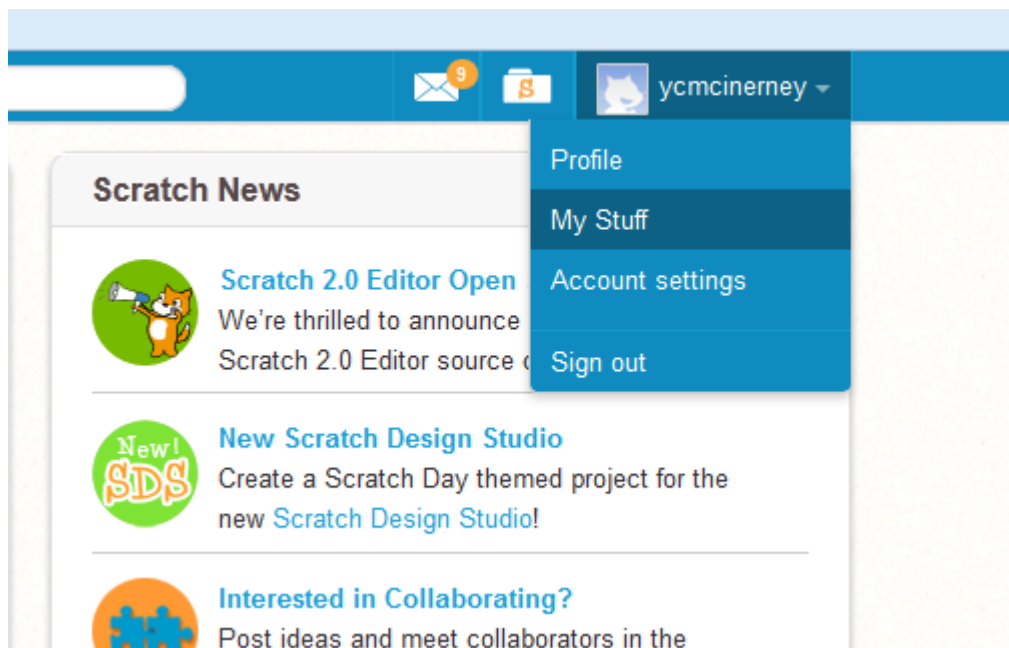 9
S
ycmcinerney
Profile
My Stuff
Account settings
Sign out
Scratch News
Scratch 2.0 Editor Open
We're thrilled to announce
Scratch 2.0 Editor source
New!
SDS
New Scratch Design Studio
Create a Scratch Day themed project for the
new Scratch Design Studio!
Interested in Collaborating?
Post ideas and meet collaborators in the